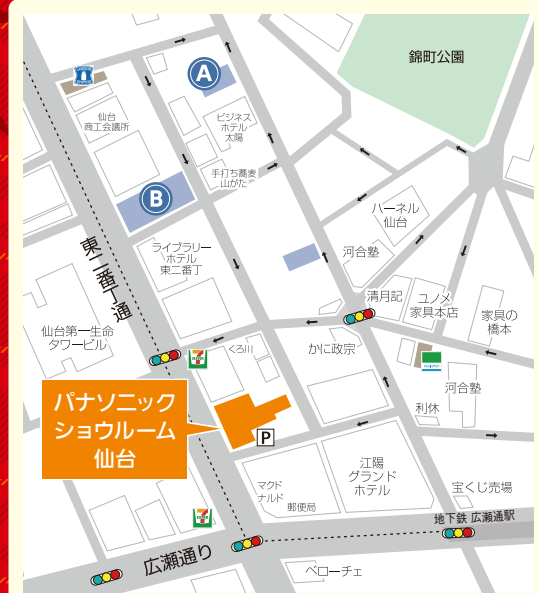 錦町公園
A
仙台
商工会議所
ビジネス
ホテル
太陽
手打ち蕎麦
山がた
B
ハーネル
仙台
東二番丁通
ライブラリー
ホテル
東二番丁
河合塾
清月記
ユノメ
家具本店
家具の
橋本
仙台第一生命
タワービル
くろ川
かに政宗
FamilyMart
河合塾
利休
パナソニック
ショウルーム
仙台
P
江陽
グランド
ホテル
マクド
ナルド
郵便局
宝くじ売場
地下鉄 広瀬通駅
広瀬通り
ベローチェ